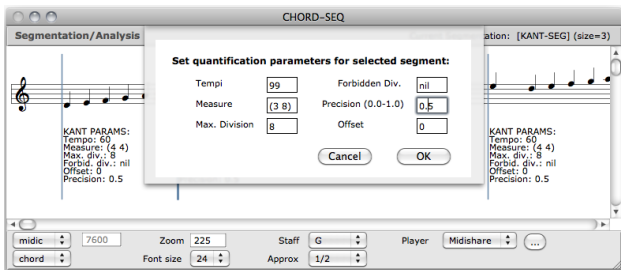 CHORD-SEQ
Segmentation/Analysis
ation: [KANT-SEG] (size=3)
Set quantification parameters for selected segment:
Tempi 99 Forbidden Div. nil
Measure (3 8) Precision (0.0-1.0) 0.5
Max. Division 8 Offset 0
Cancel OK
KANT PARAMS:
Tempo: 60
Measure: (4 4)
Max. div.: 8
Forbid. div.: nil
Offset: 0
Precision: 0.5
KANT PARAMS:
Tempo: 60
Measure: (4 4)
Max. div.: 8
Forbid. div.: nil
Offset: 0
Precision: 0.5
midic 7600 Zoom 225 Staff G Player Midishare ...
chord Font size 24 Approx 1/2